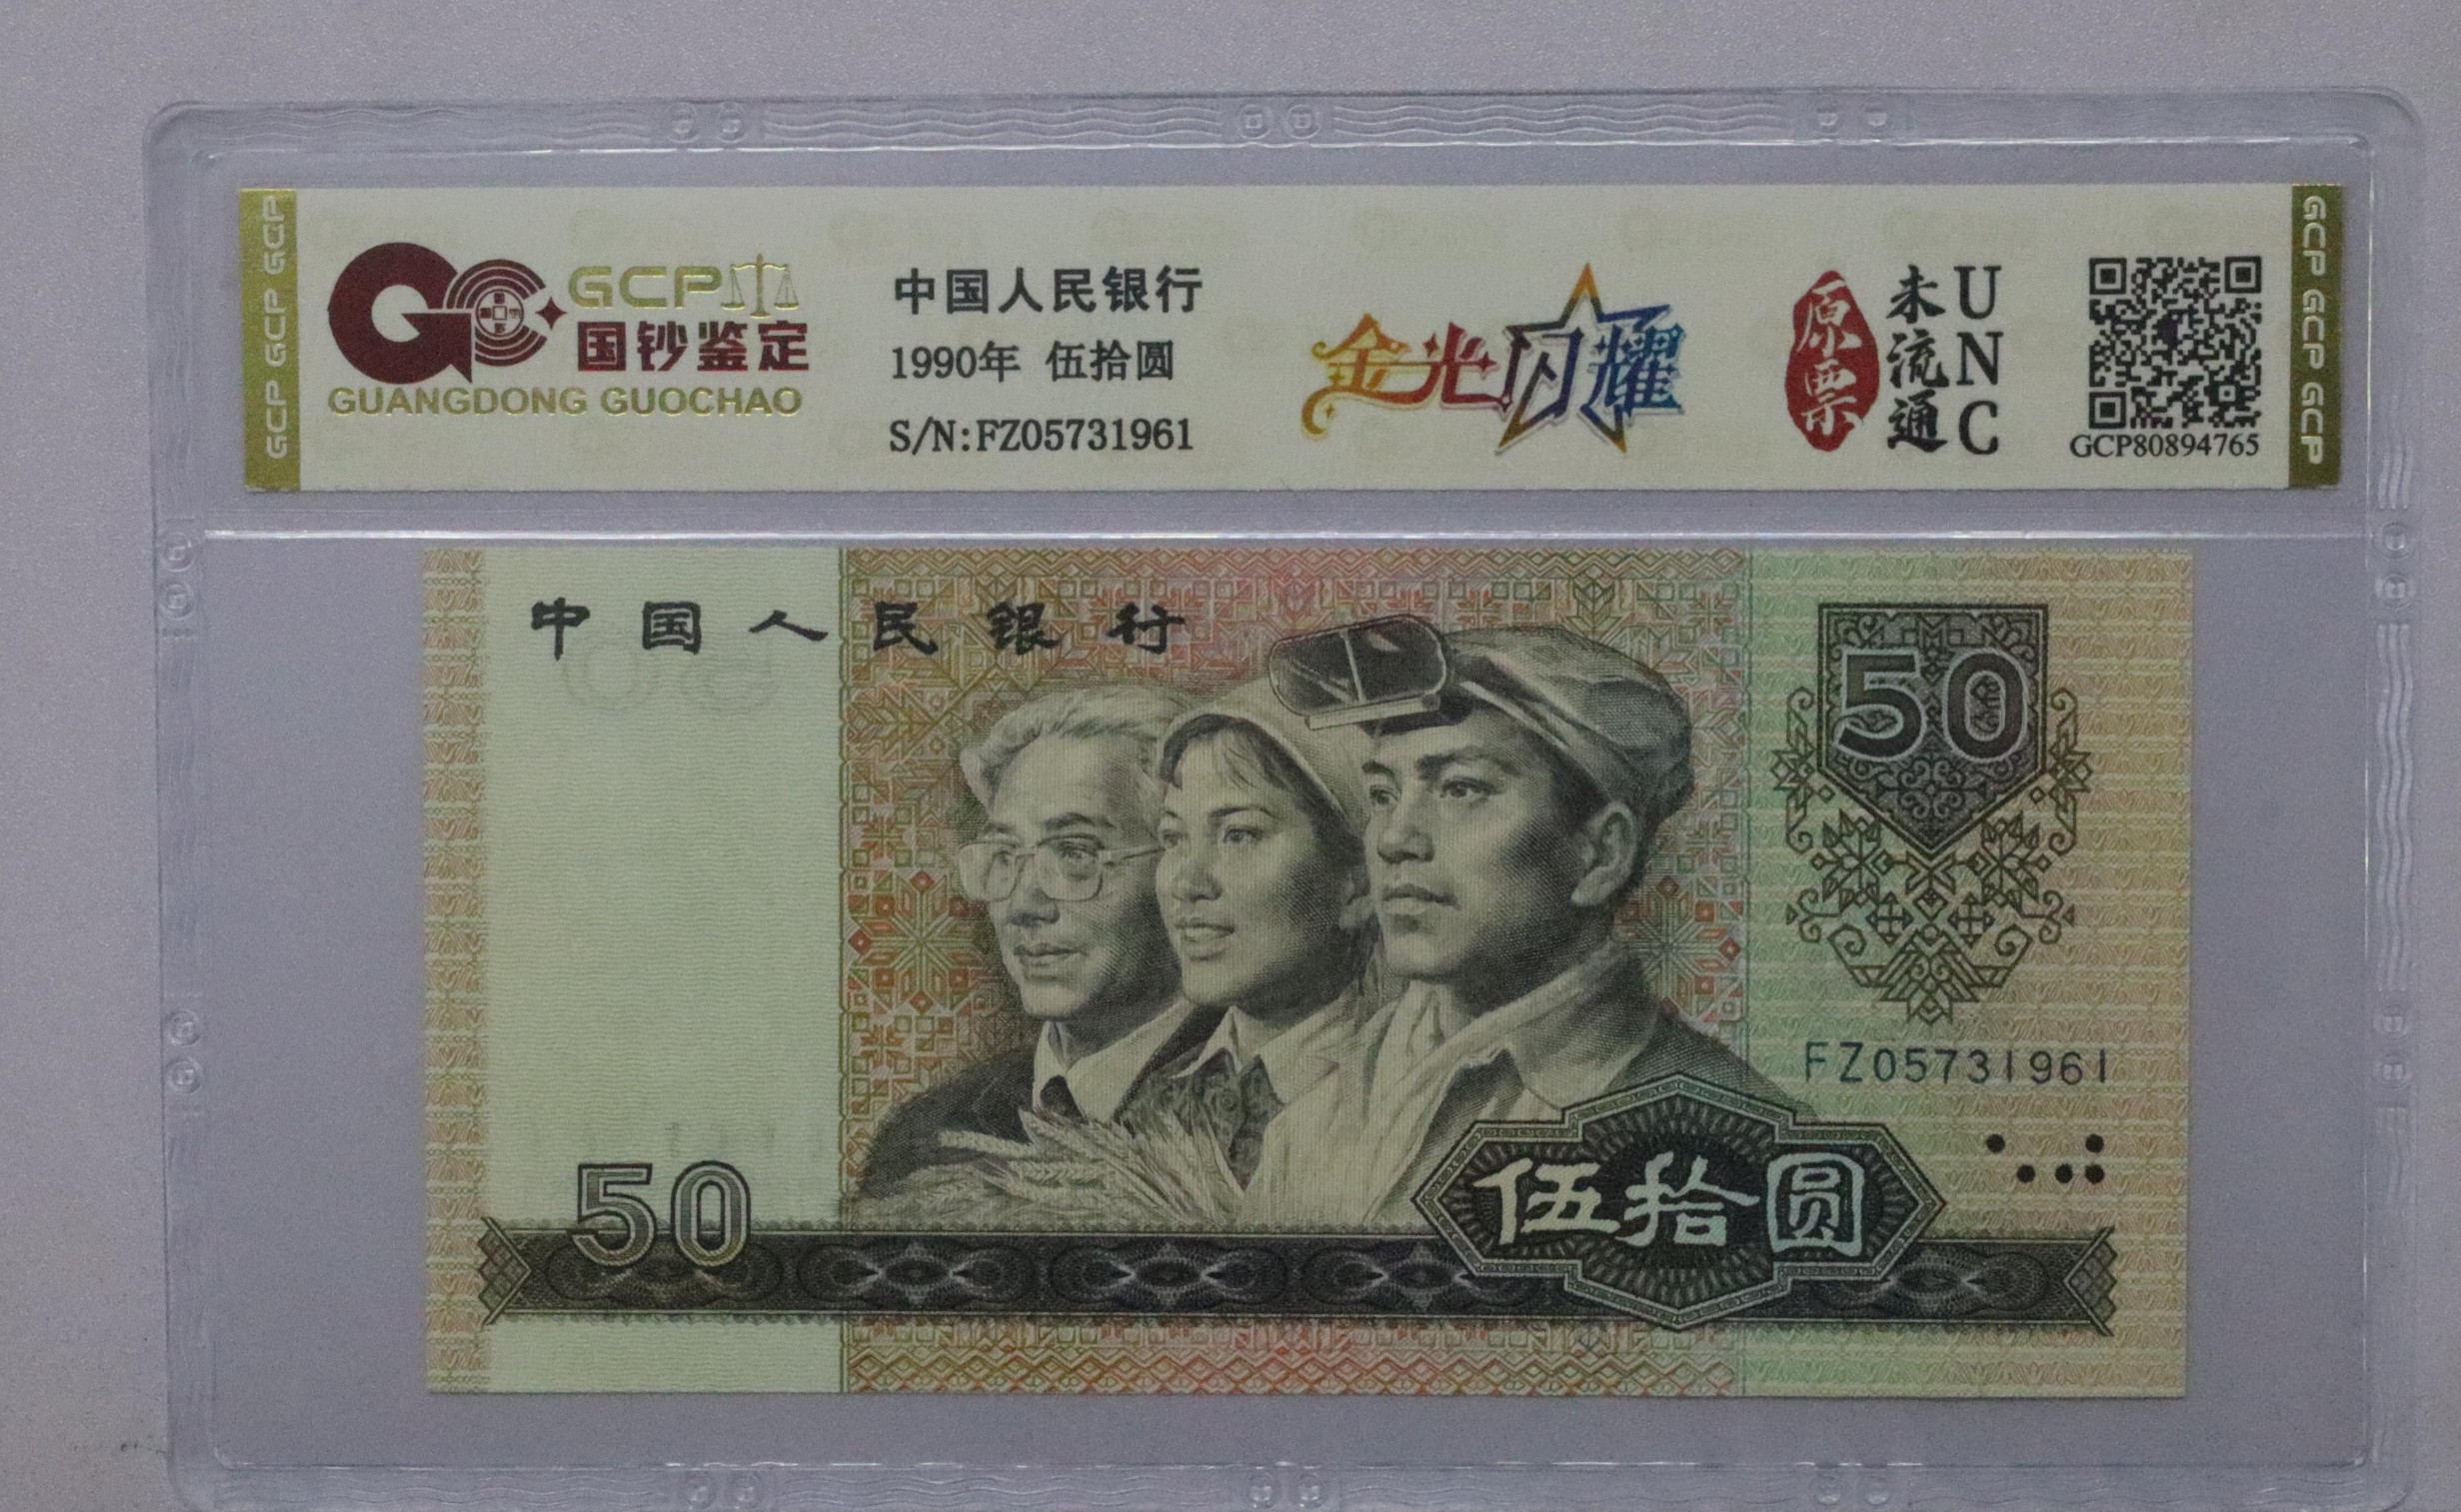 GCP GCP GCP
GCP
国钞鉴定
GUANGDONG GUOCHAO
中国人民银行
1990年 伍拾圆
S/N:FZ05731961
金光闪耀
原票
未流通
UNC
GCP80894765
GCP GCP GCP
中国人民银行
50
FZ05731961
50
伍拾圆